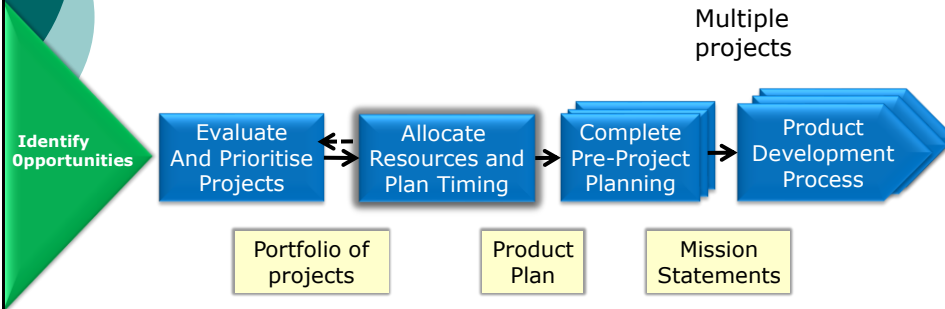 Multiple
projects
Identify
Opportunities
Evaluate
And Prioritise
Projects
Allocate
Resources and
Plan Timing
Complete
Pre-Project
Planning
Product
Development
Process
Portfolio of
projects
Product
Plan
Mission
Statements